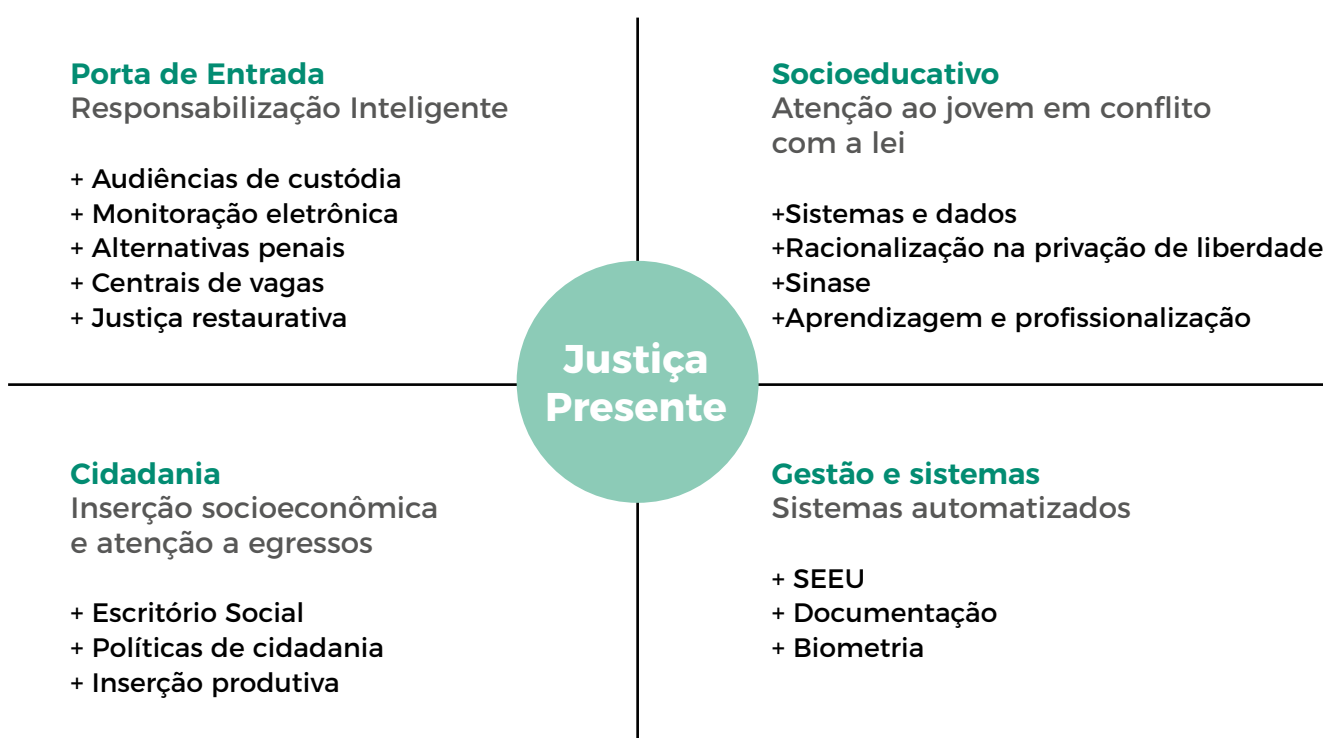 Porta de Entrada
Responsabilização Inteligente
+ Audiências de custódia
+ Monitoração eletrônica
+ Alternativas penais
+ Centrais de vagas
+ Justiça restaurativa
Socioeducativo
Atenção ao jovem em conflito
com a lei
+Sistemas e dados
+Racionalização na privação de liberdade
+Sinase
+Aprendizagem e profissionalização
Justiça
Presente
Cidadania
Inserção socioeconômica
e atenção a egressos
+ Escritório Social
+ Políticas de cidadania
+ Inserção produtiva
Gestão e sistemas
Sistemas automatizados
+ SEEU
+ Documentação
+ Biometria